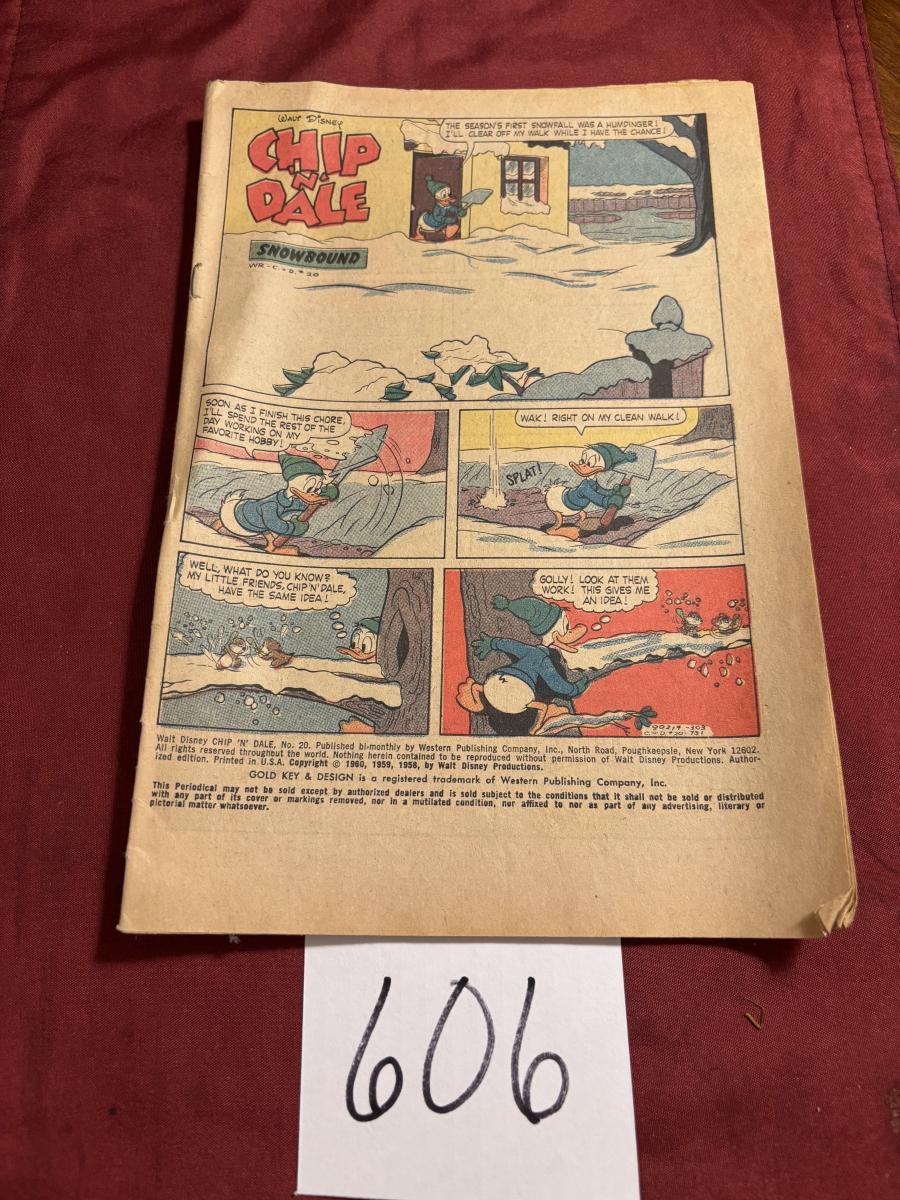 Walt Disney
CHIP
'N'
DALE
THE SEASON'S FIRST SNOWFALL WAS A HUMDINGER!
I'LL CLEAR OFF MY WALK WHILE I HAVE THE CHANCE!
SNOWBOUND
WR-C.+D.#20
SOON AS I FINISH THIS CHORE,
I'LL SPEND THE REST OF THE
DAY WORKING ON MY
FAVORITE HOBBY!
WAK! RIGHT ON MY CLEAN WALK!
SPLAT!
WELL, WHAT DO YOU KNOW?
MY LITTLE FRIENDS, CHIP 'N' DALE,
HAVE THE SAME IDEA!
GOLLY! LOOK AT THEM
WORK! THIS GIVES ME
AN IDEA!
90219-303
C+D#20-731
Walt Disney CHIP 'N' DALE, No. 20. Published bi-monthly by Western Publishing Company, Inc., North Road, Poughkeepsie, New York 12602.
All rights reserved throughout the world. Nothing herein contained to be reproduced without permission of Walt Disney Productions. Author-
ized edition. Printed in U.S.A. Copyright © 1960, 1959, 1958, by Walt Disney Productions.
GOLD KEY & DESIGN is a registered trademark of Western Publishing Company, Inc.
This Periodical may not be sold except by authorized dealers and is sold subject to the conditions that it shall not be sold or distributed
with any part of its cover or markings removed, nor in a mutilated condition, nor affixed to nor as part of any advertising, literary or
pictorial matter whatsoever.
606